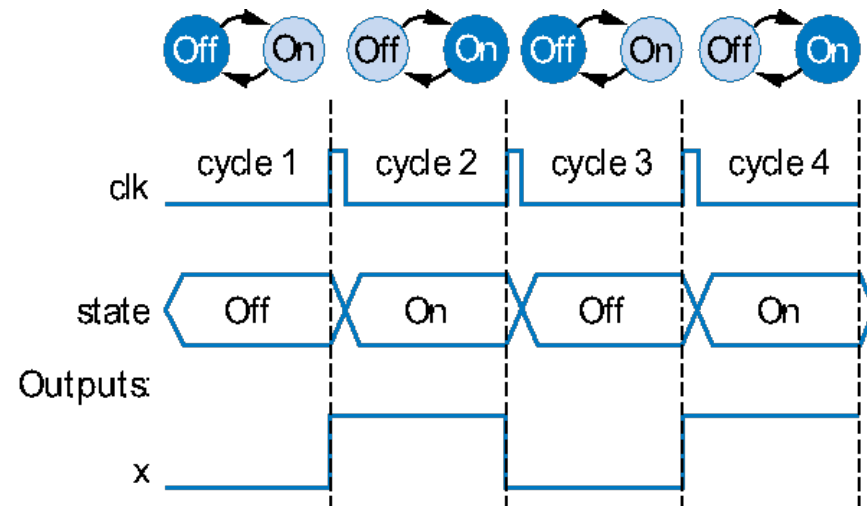 Off On Off On Off On Off On
clk cycle 1 cycle 2 cycle 3 cycle 4
state Off On Off On
Outputs:
x